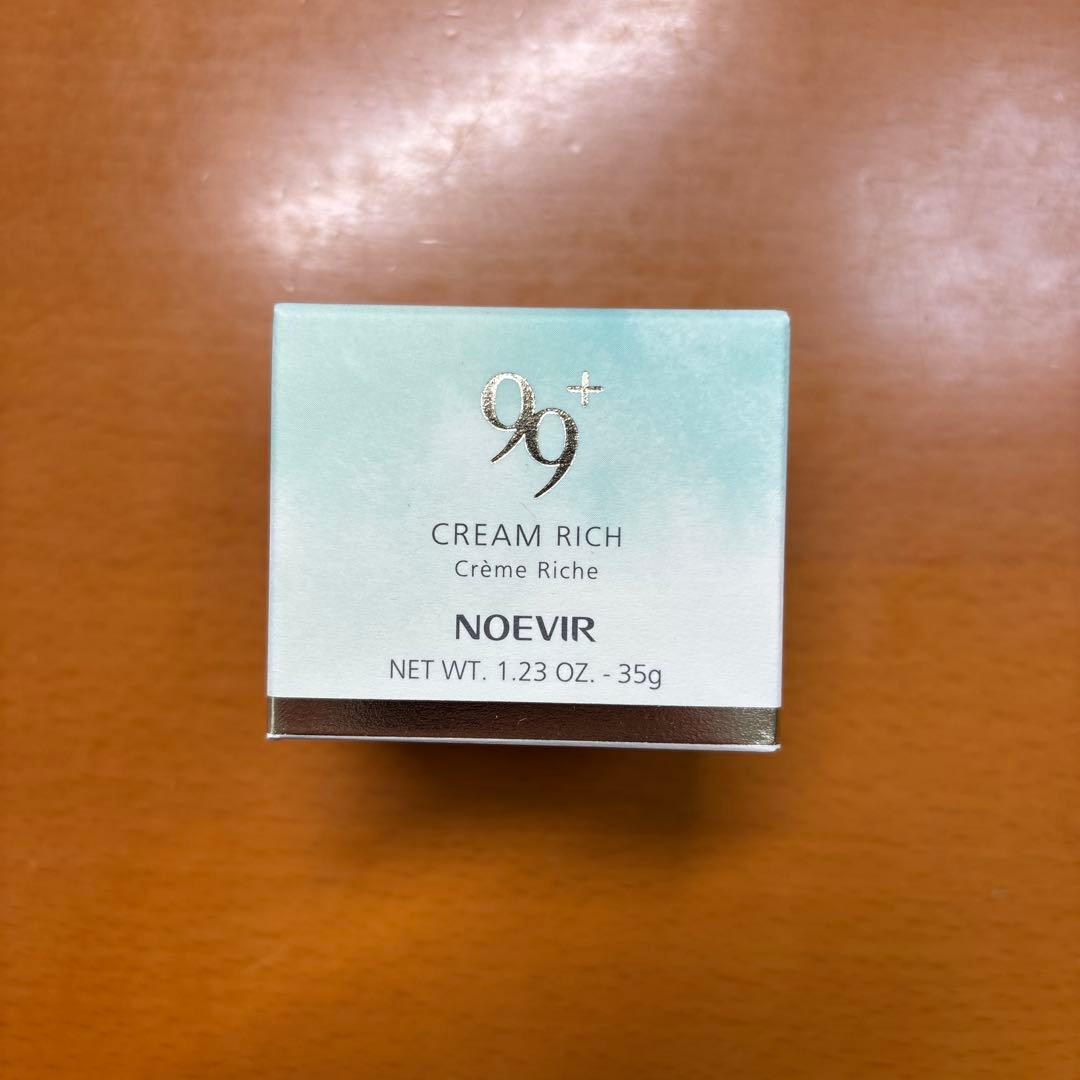 99+
CREAM RICH
Crème Riche
NOEVIR
NET WT. 1.23 OZ. - 35g